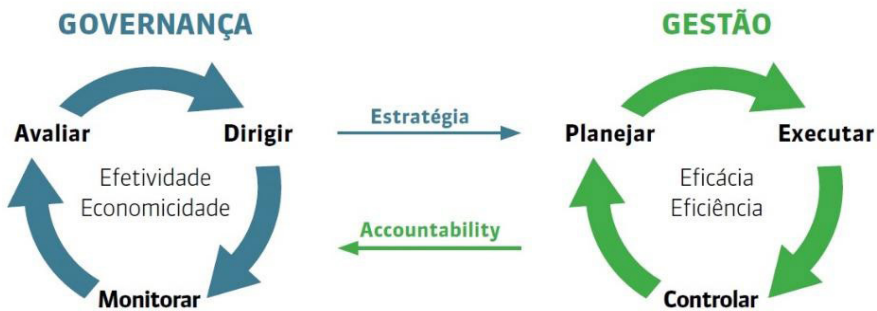 GOVERNANÇA
GESTÃO
Avaliar
Dirigir
Efetividade
Economicidade
Monitorar
Estratégia
Accountability
Planejar
Executar
Eficácia
Eficiência
Controlar